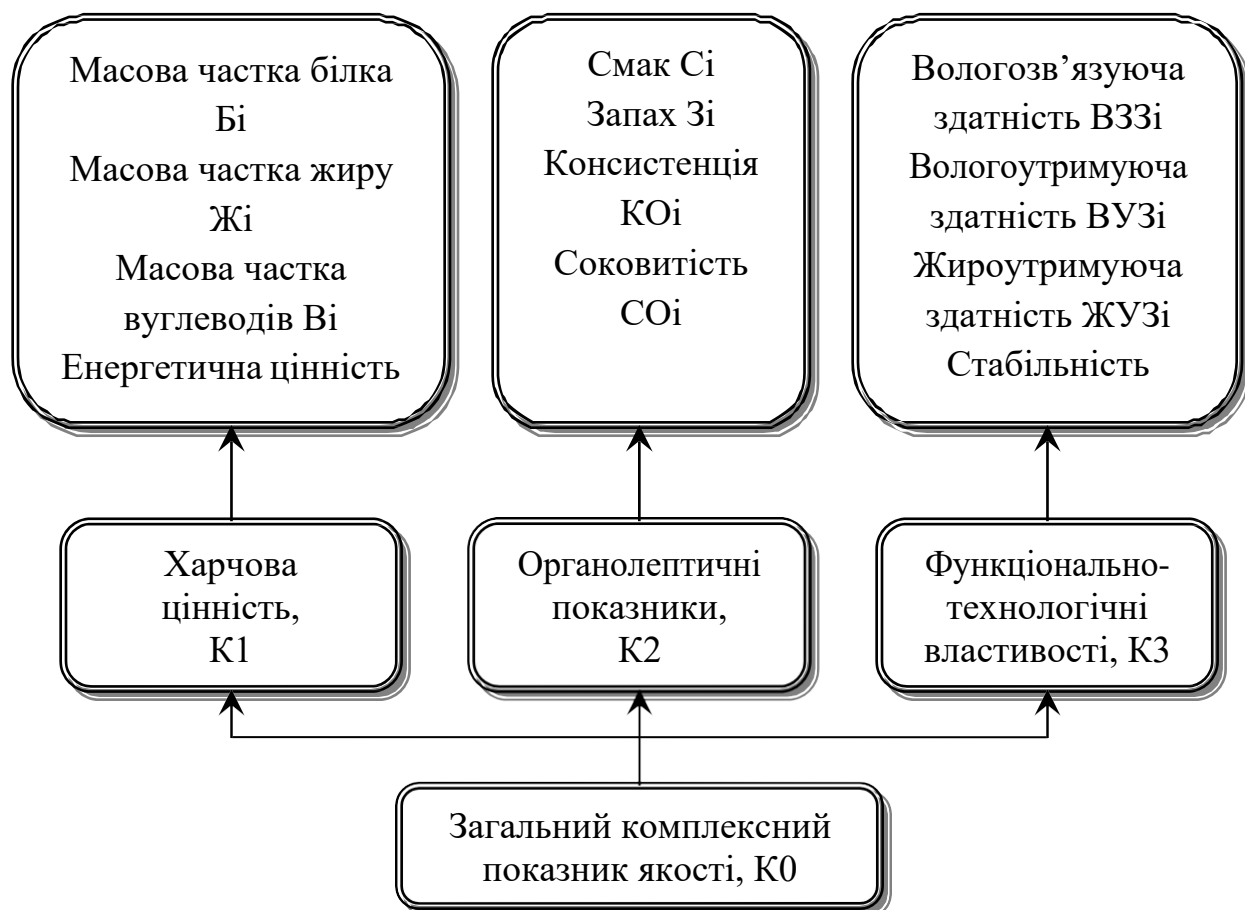 Масова частка білка
Бі
Масова частка жиру
Жі
Масова частка
вуглеводів Ві
Енергетична цінність
Смак Сі
Запах Зі
Консистенція
КОі
Соковитість
СОі
Вологозв’язуюча
здатність ВЗЗі
Вологоутримуюча
здатність ВУЗі
Жироутримуюча
здатність ЖУЗі
Стабільність
Харчова
цінність,
К1
Органолептичні
показники,
К2
Функціонально-
технологічні
властивості, К3
Загальний комплексний
показник якості, К0